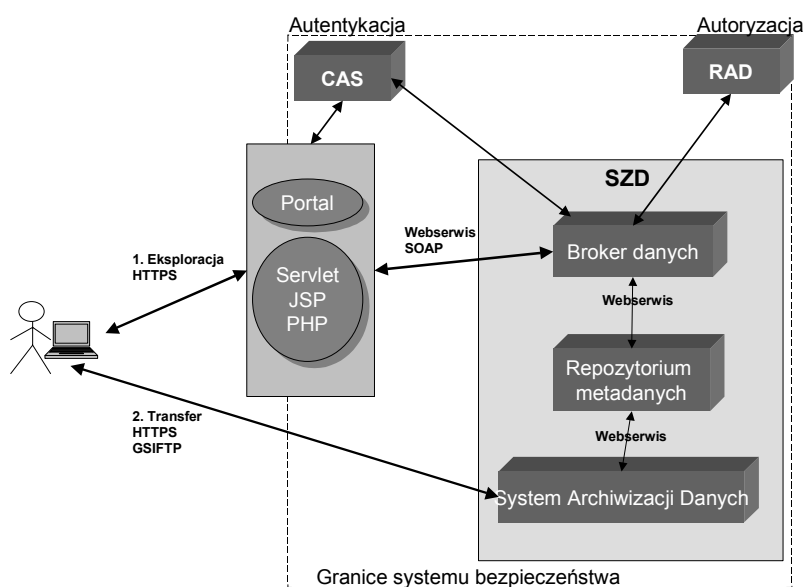 Autentykacja
Autoryzacja
CAS
RAD
SZD
Portal
Servlet
JSP
PHP
Webserwis
SOAP
Broker danych
1. Eksploracja
HTTPS
Webserwis
Repozytorium
metadanych
2. Transfer
HTTPS
GSIFTP
Webserwis
System Archiwizacji Danych
Granice systemu bezpieczeństwa